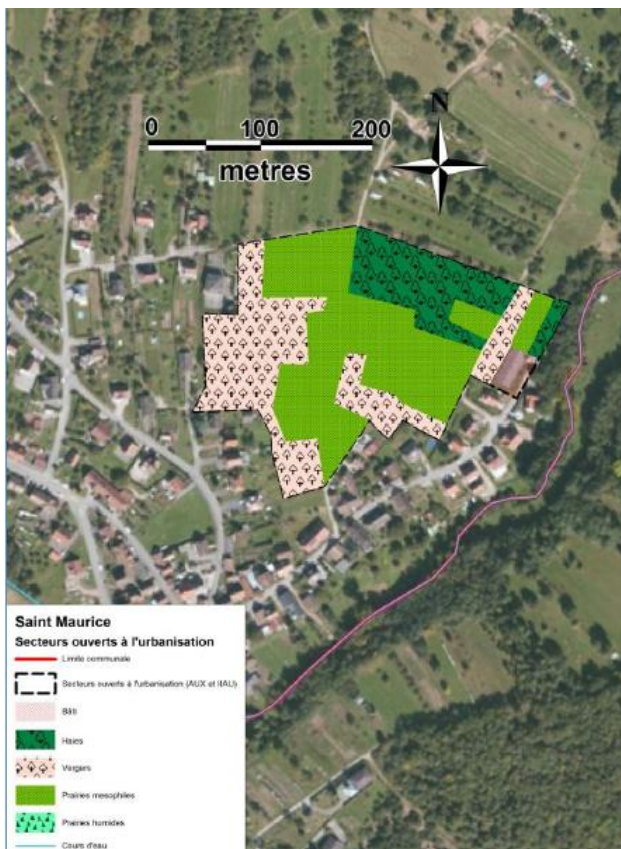 N
0 100 200
metres
Saint Maurice
Secteurs ouverts à l'urbanisation
Limite communale
Secteurs ouverts à l'urbanisation (AUX et IIAU)
Bâti
Haies
Vergers
Prairies mesophiles
Prairies humides
Cours d'eau